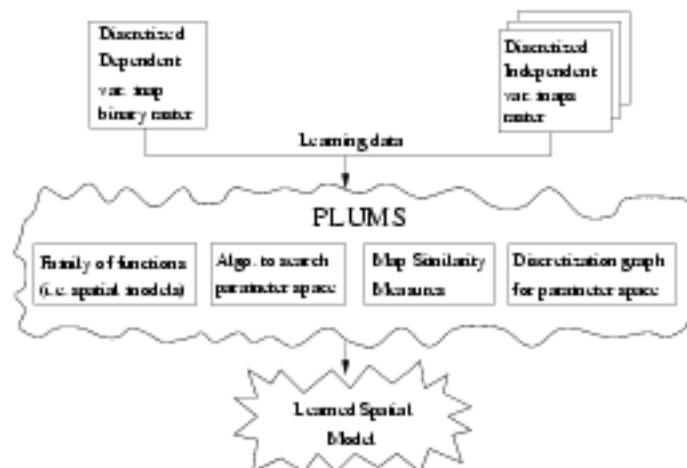 Discretized
Dependent
var. map
binary raster
Discretized
Independent
var. maps
raster
Learning data
PLUMS
Family of functions
(i.e. spatial models)
Algo. to search
parameter space
Map Similarity
Measures
Discretization graph
for parameter space
Learned Spatial
Model